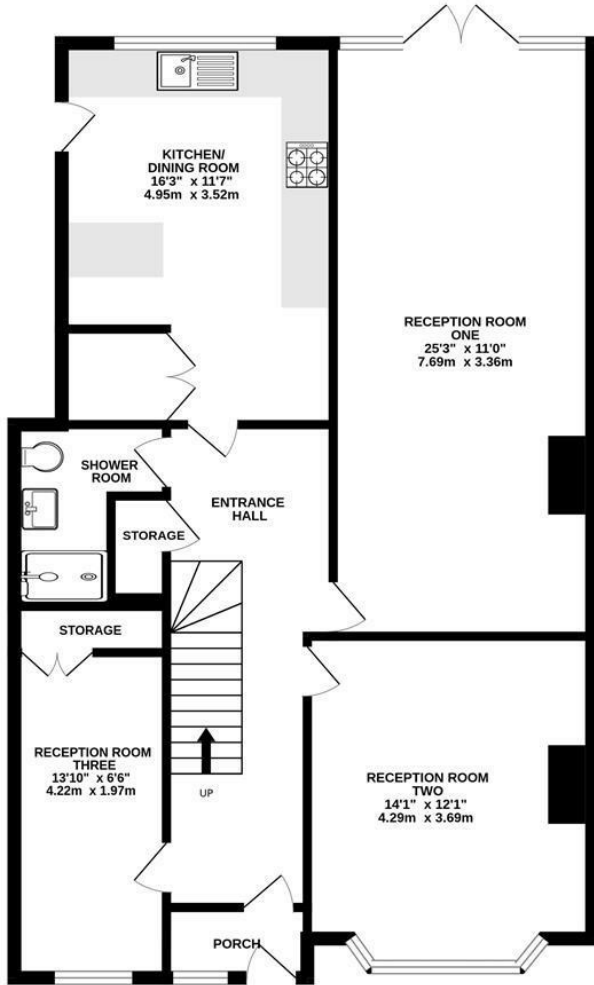 KITCHEN/
DINING ROOM
16'3" x 11'7"
4.95m x 3.52m
RECEPTION ROOM
ONE
25'3" x 11'0"
7.69m x 3.36m
SHOWER
ROOM
ENTRANCE
HALL
STORAGE
STORAGE
RECEPTION ROOM
THREE
13'10" x 6'6"
4.22m x 1.97m
UP
RECEPTION ROOM
TWO
14'1" x 12'1"
4.29m x 3.69m
PORCH